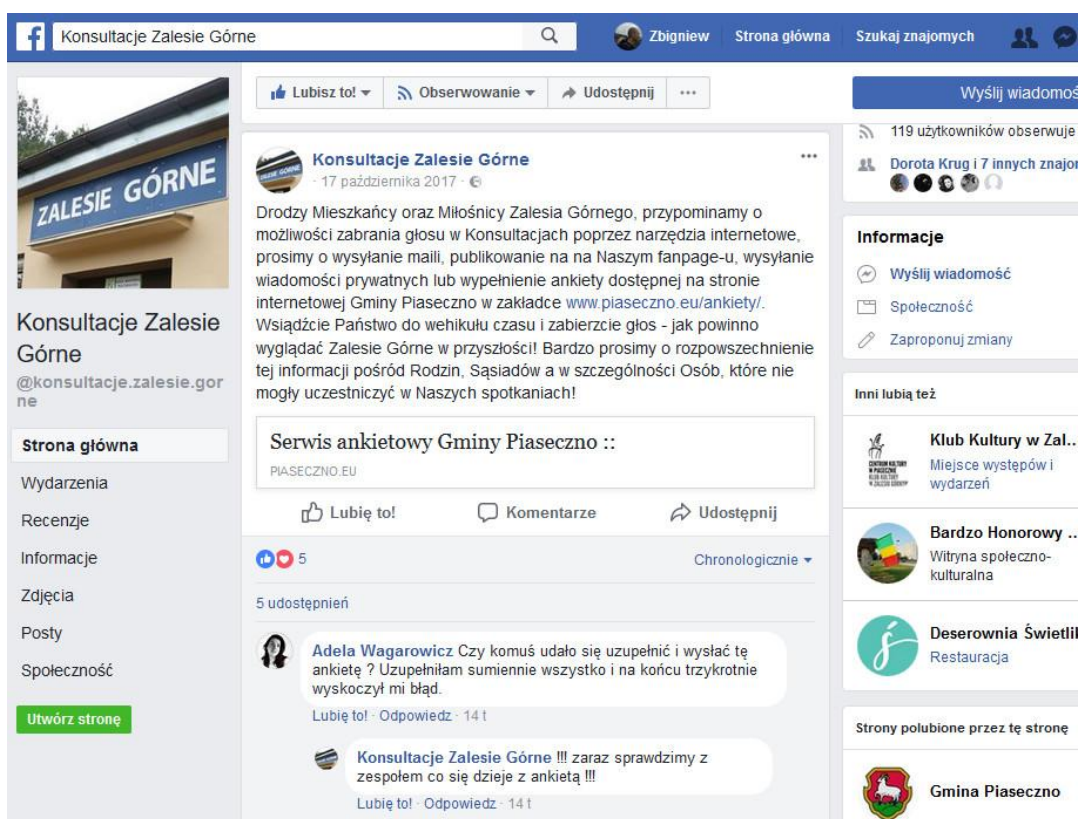 Konsultacje Zalesie Górne
Zbigniew
Strona główna
Szukaj znajomych
ZALESIE GÓRNE
Konsultacje Zalesie
Górne
@konsultacje.zalesie.gor
ne
Strona główna
Wydarzenia
Recenzje
Informacje
Zdjęcia
Posty
Społeczność
Utwórz stronę
Lubisz to!
Obserwowanie
Udostępnij
Konsultacje Zalesie Górne
· 17 października 2017 ·
Drodzy Mieszkańcy oraz Miłośnicy Zalesia Górnego, przypominamy o
możliwości zabrania głosu w Konsultacjach poprzez narzędzia internetowe,
prosimy o wysyłanie maili, publikowanie na na Naszym fanpage-u, wysyłanie
wiadomości prywatnych lub wypełnienie ankiety dostępnej na stronie
internetowej Gminy Piaseczno w zakładce www.piaseczno.eu/ankiety/.
Wsiądźcie Państwo do wehikułu czasu i zabierzcie głos - jak powinno
wyglądać Zalesie Górne w przyszłości! Bardzo prosimy o rozpowszechnienie
tej informacji pośród Rodzin, Sąsiadów a w szczególności Osób, które nie
mogły uczestniczyć w Naszych spotkaniach!
Serwis ankietowy Gminy Piaseczno ::
PIASECZNO.EU
Lubię to!
Komentarze
Udostępnij
5
Chronologicznie
5 udostępnień
Adela Wagarowicz Czy komuś udało się uzupełnić i wysłać tę
ankietę ? Uzupełniłam sumiennie wszystko i na końcu trzykrotnie
wyskoczył mi błąd.
Lubię to! · Odpowiedz · 14 t
Konsultacje Zalesie Górne !!! zaraz sprawdzimy z
zespołem co się dzieje z ankietą !!!
Lubię to! · Odpowiedz · 14 t
Wyślij wiadomoś
119 użytkowników obserwuje
Dorota Krug i 7 innych znajor
Informacje
Wyślij wiadomość
Społeczność
Zaproponuj zmiany
Inni lubią też
Klub Kultury w Zal...
Miejsce występów i
wydarzeń
CENTRUM KULTURY
W PIASECZNIE
KLUB KULTURY
W ZALESIU GÓRNYM
Bardzo Honorowy ...
Witryna społeczno-
kulturalna
Deserownia Świetlik
Restauracja
Strony polubione przez tę stronę
Gmina Piaseczno